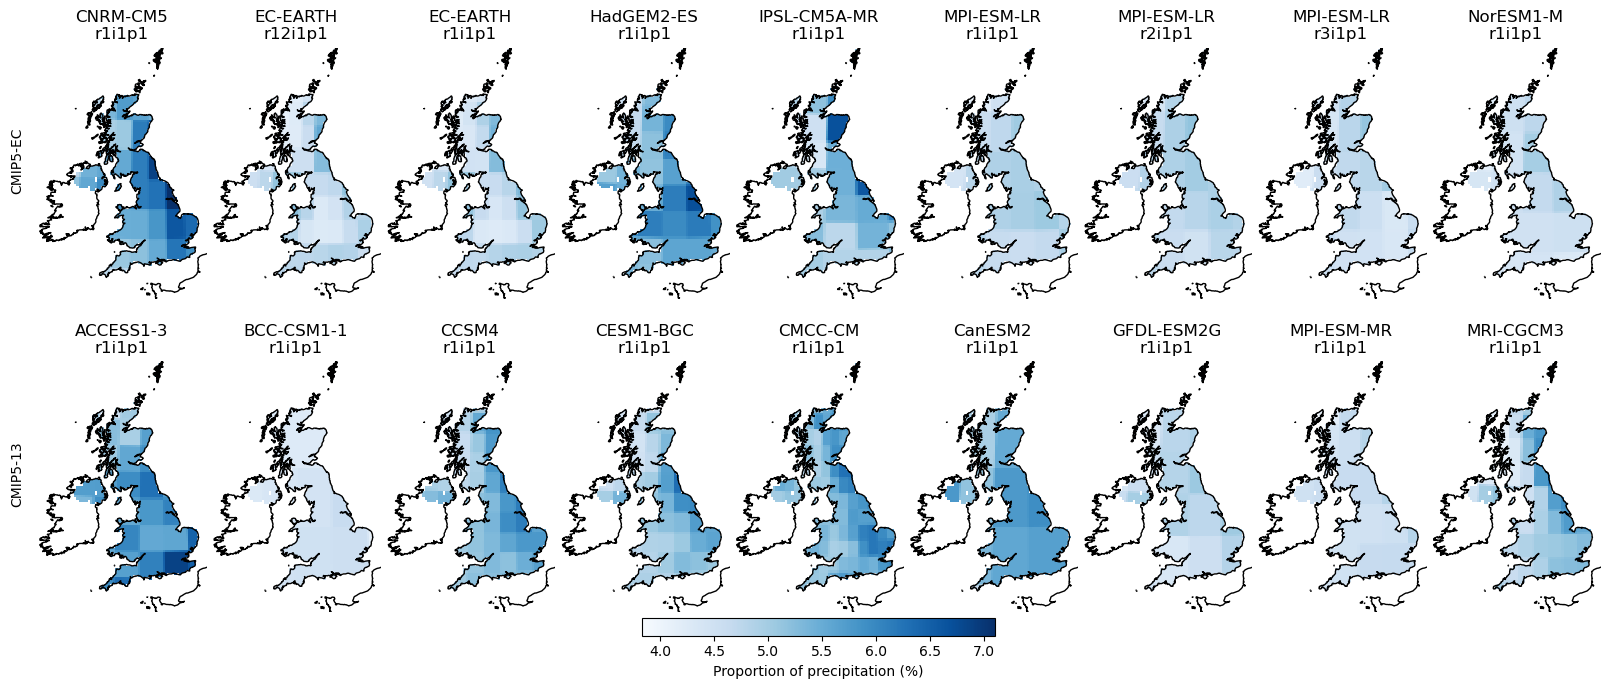 CNRM-CM5 EC-EARTH EC-EARTH HadGEM2-ES IPSL-CM5A-MR MPI-ESM-LR MPI-ESM-LR MPI-ESM-LR NorESM1-M
r1i1p1 r12i1p1 r1i1p1 r1i1p1 r1i1p1 r1i1p1 r2i1p1 r3i1p1 r1i1p1
CMIP5-EC
ACCESS1-3 BCC-CSM1-1 CCSM4 CESM1-BGC CMCC-CM CanESM2 GFDL-ESM2G MPI-ESM-MR MRI-CGCM3
r1i1p1 r1i1p1 r1i1p1 r1i1p1 r1i1p1 r1i1p1 r1i1p1 r1i1p1 r1i1p1
CMIP5-13
4.0 4.5 5.0 5.5 6.0 6.5 7.0
Proportion of precipitation (%)